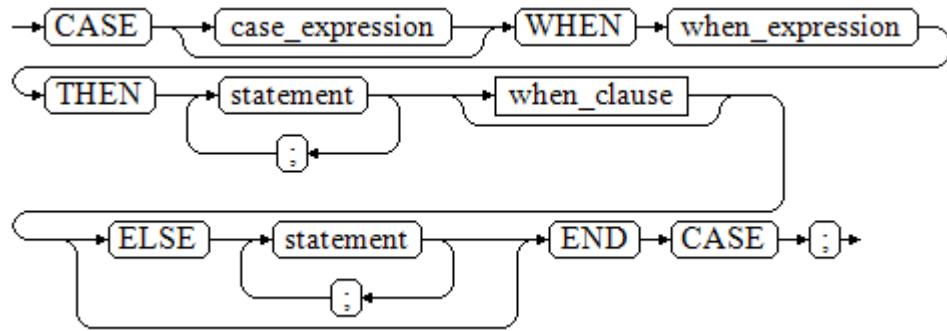 CASE case_expression WHEN when_expression
THEN statement when_clause
;
ELSE statement END CASE ;
;